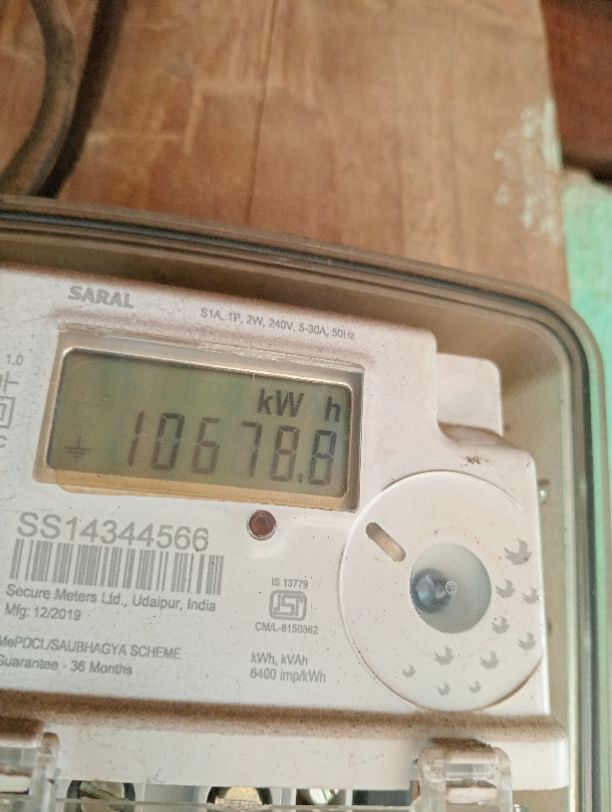 SARAL
S1A, 1P, 2W, 240V, 5-30A, 50Hz
1.0
kW h
10678.8
C
SS14344566
Secure Meters Ltd., Udaipur, India
Mfg: 12/2019
IS 13779
ISI
CM/L-8150362
MePDCL/SAUBHAGYA SCHEME
Guarantee - 36 Months
kWh, kVAh
6400 imp/kWh